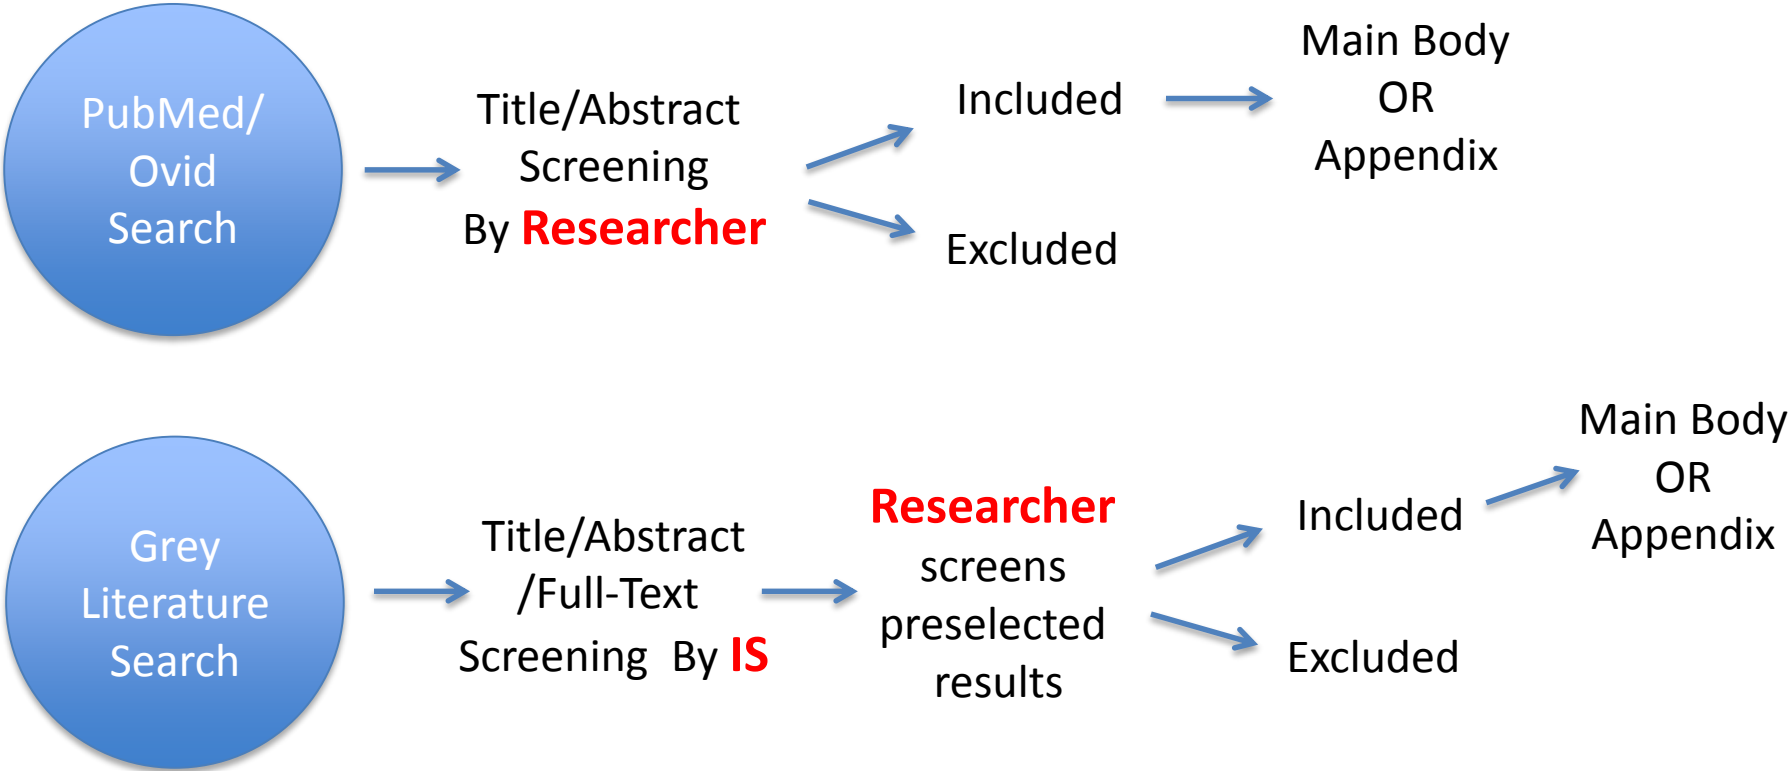 PubMed/
Ovid
Search
Title/Abstract
Screening
By Researcher
Included
Excluded
Main Body
OR
Appendix
Grey
Literature
Search
Title/Abstract
/Full-Text
Screening By IS
Researcher
screens
preselected
results
Included
Excluded
Main Body
OR
Appendix